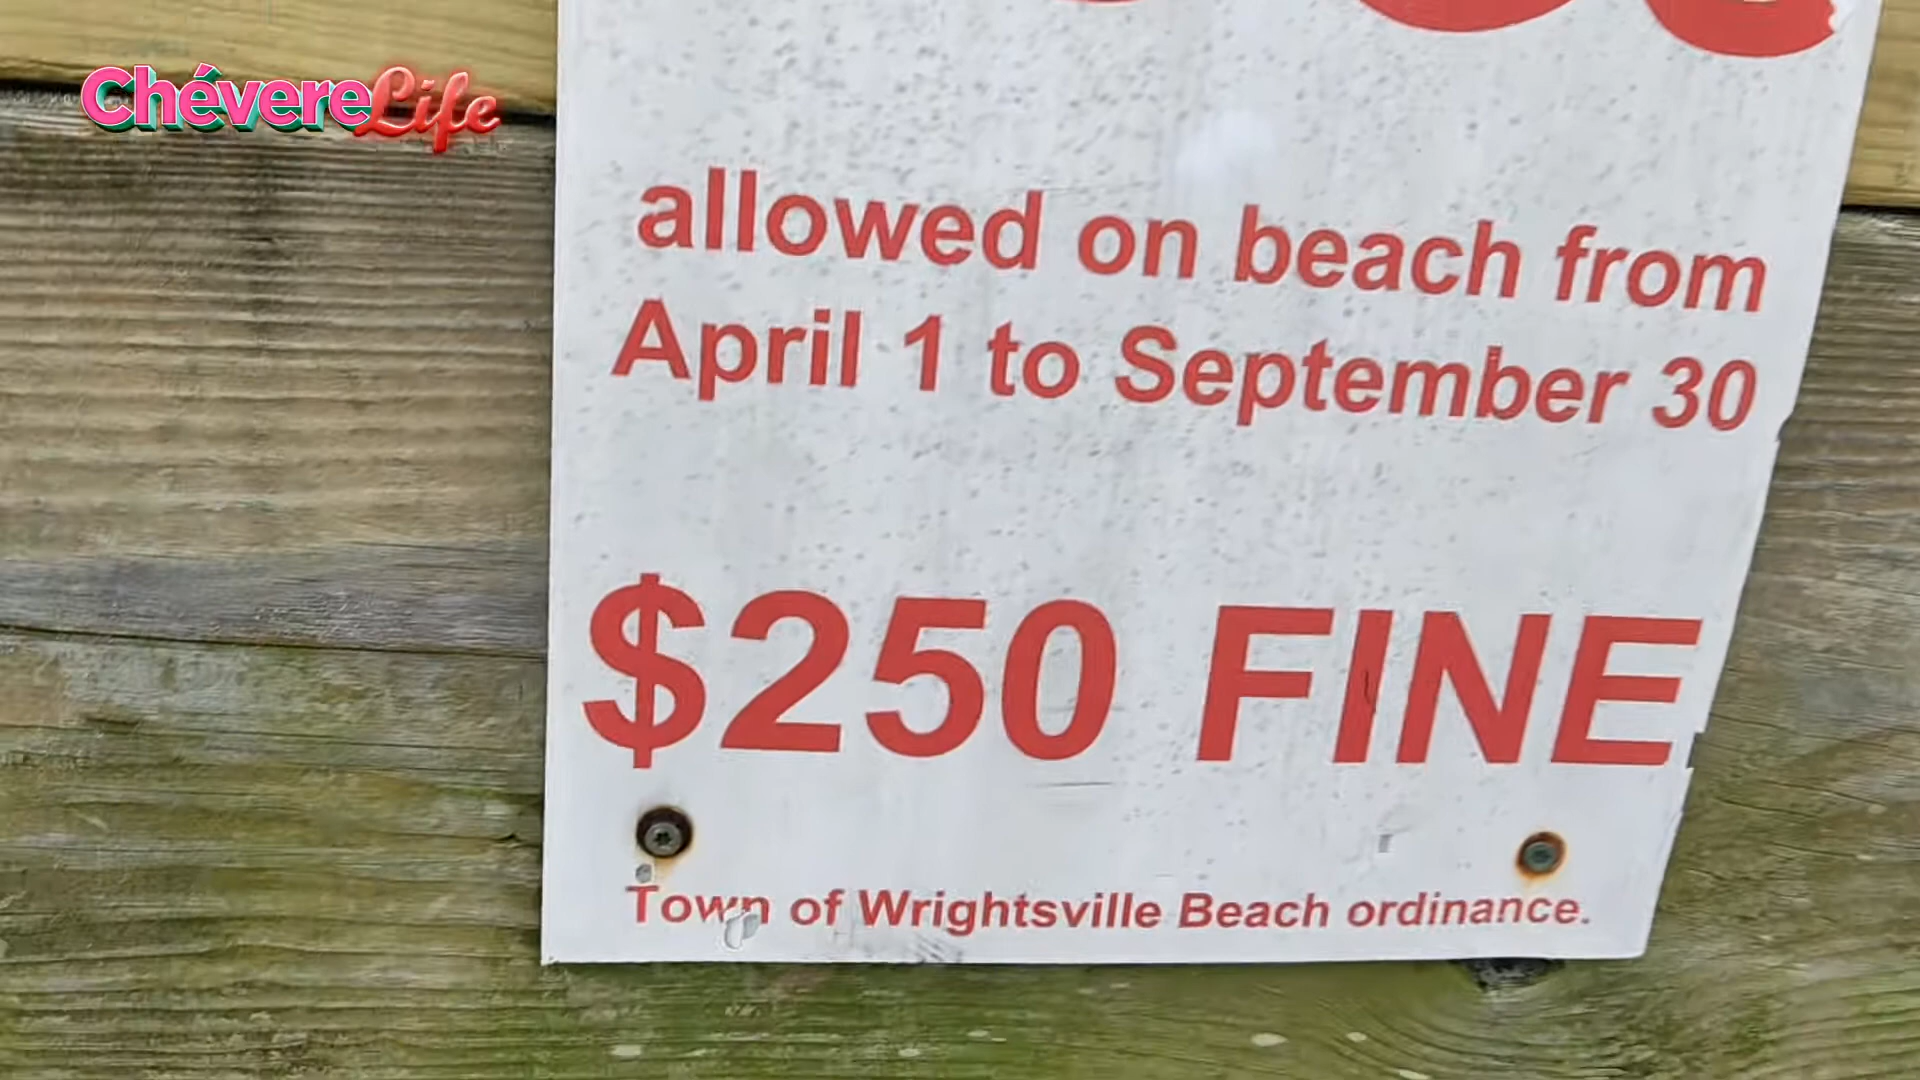 ChévereLife
allowed on beach from
April 1 to September 30
$250 FINE
Town of Wrightsville Beach ordinance.